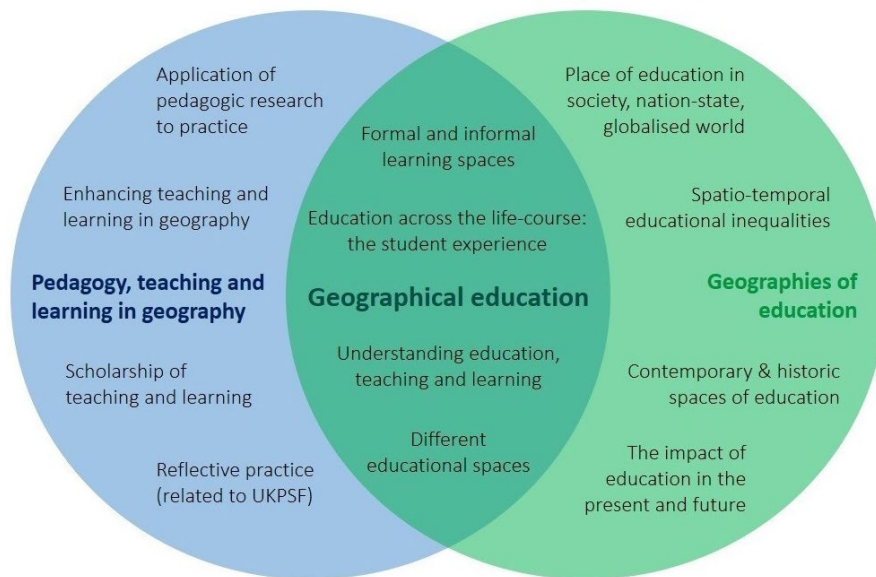 Application of
pedagogic research
to practice
Enhancing teaching and
learning in geography
Pedagogy, teaching and
learning in geography
Scholarship of
teaching and learning
Reflective practice
(related to UKPSF)
Formal and informal
learning spaces
Education across the life-course:
the student experience
Geographical education
Understanding education,
teaching and learning
Different
educational spaces
Place of education in
society, nation-state,
globalised world
Spatio-temporal
educational inequalities
Geographies of
education
Contemporary & historic
spaces of education
The impact of
education in the
present and future